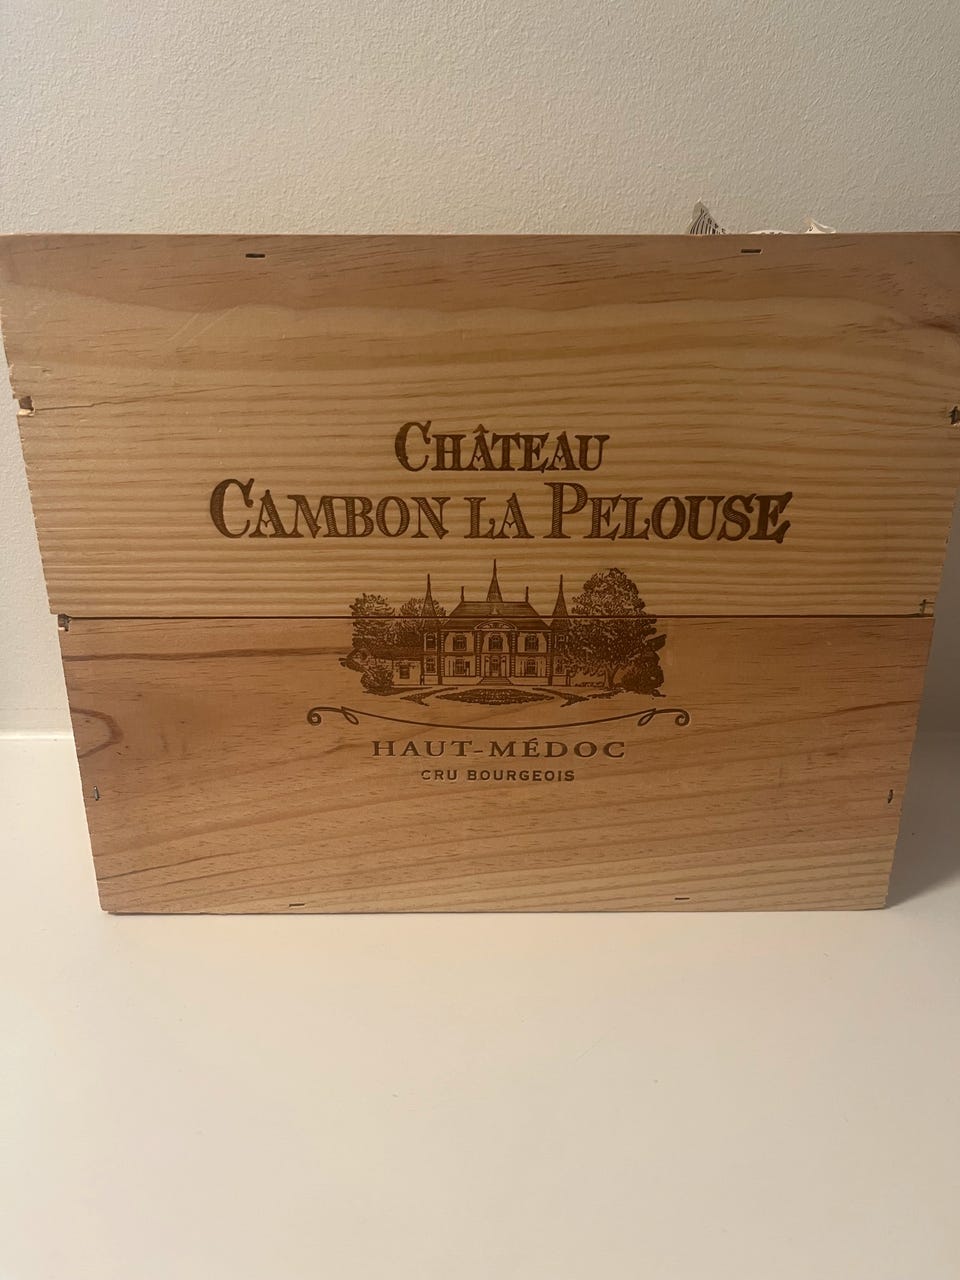 CHÂTEAU
CAMBON LA PELOUSE
HAUT-MÉDOC
CRU BOURGEOIS